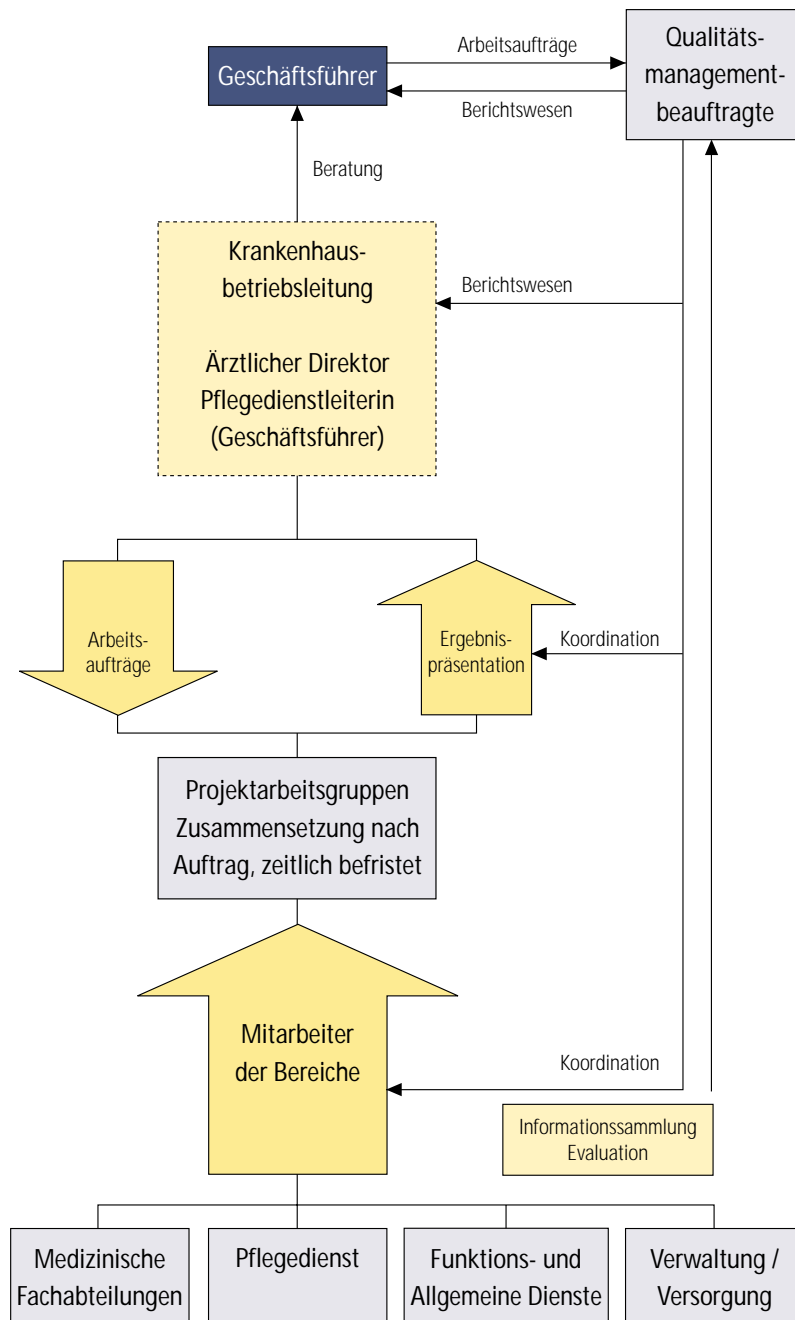 Geschäftsführer
Arbeitsaufträge
Berichtswesen
Qualitäts-
management-
beauftragte
Beratung
Krankenhaus-
betriebsleitung
Ärztlicher Direktor
Pflegedienstleiterin
(Geschäftsführer)
Berichtswesen
Arbeits-
aufträge
Ergebnis-
präsentation
Koordination
Projektarbeitsgruppen
Zusammensetzung nach
Auftrag, zeitlich befristet
Mitarbeiter
der Bereiche
Koordination
Informationssammlung
Evaluation
Medizinische
Fachabteilungen
Pflegedienst
Funktions- und
Allgemeine Dienste
Verwaltung /
Versorgung